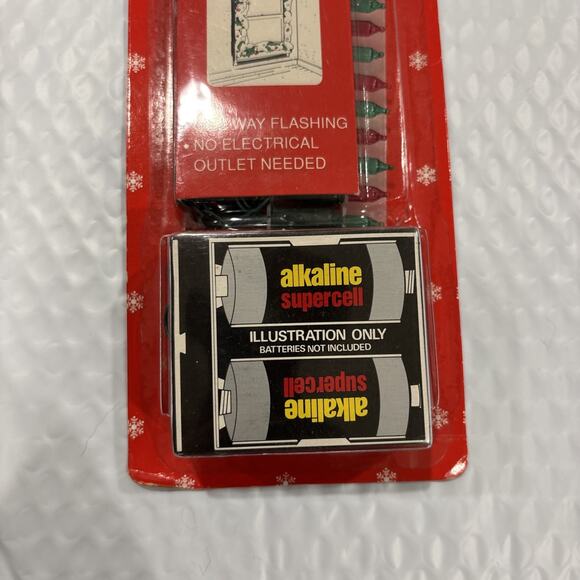 WAY FLASHING
• NO ELECTRICAL
OUTLET NEEDED
alkaline
supercell
ILLUSTRATION ONLY
BATTERIES NOT INCLUDED
alkaline
supercell